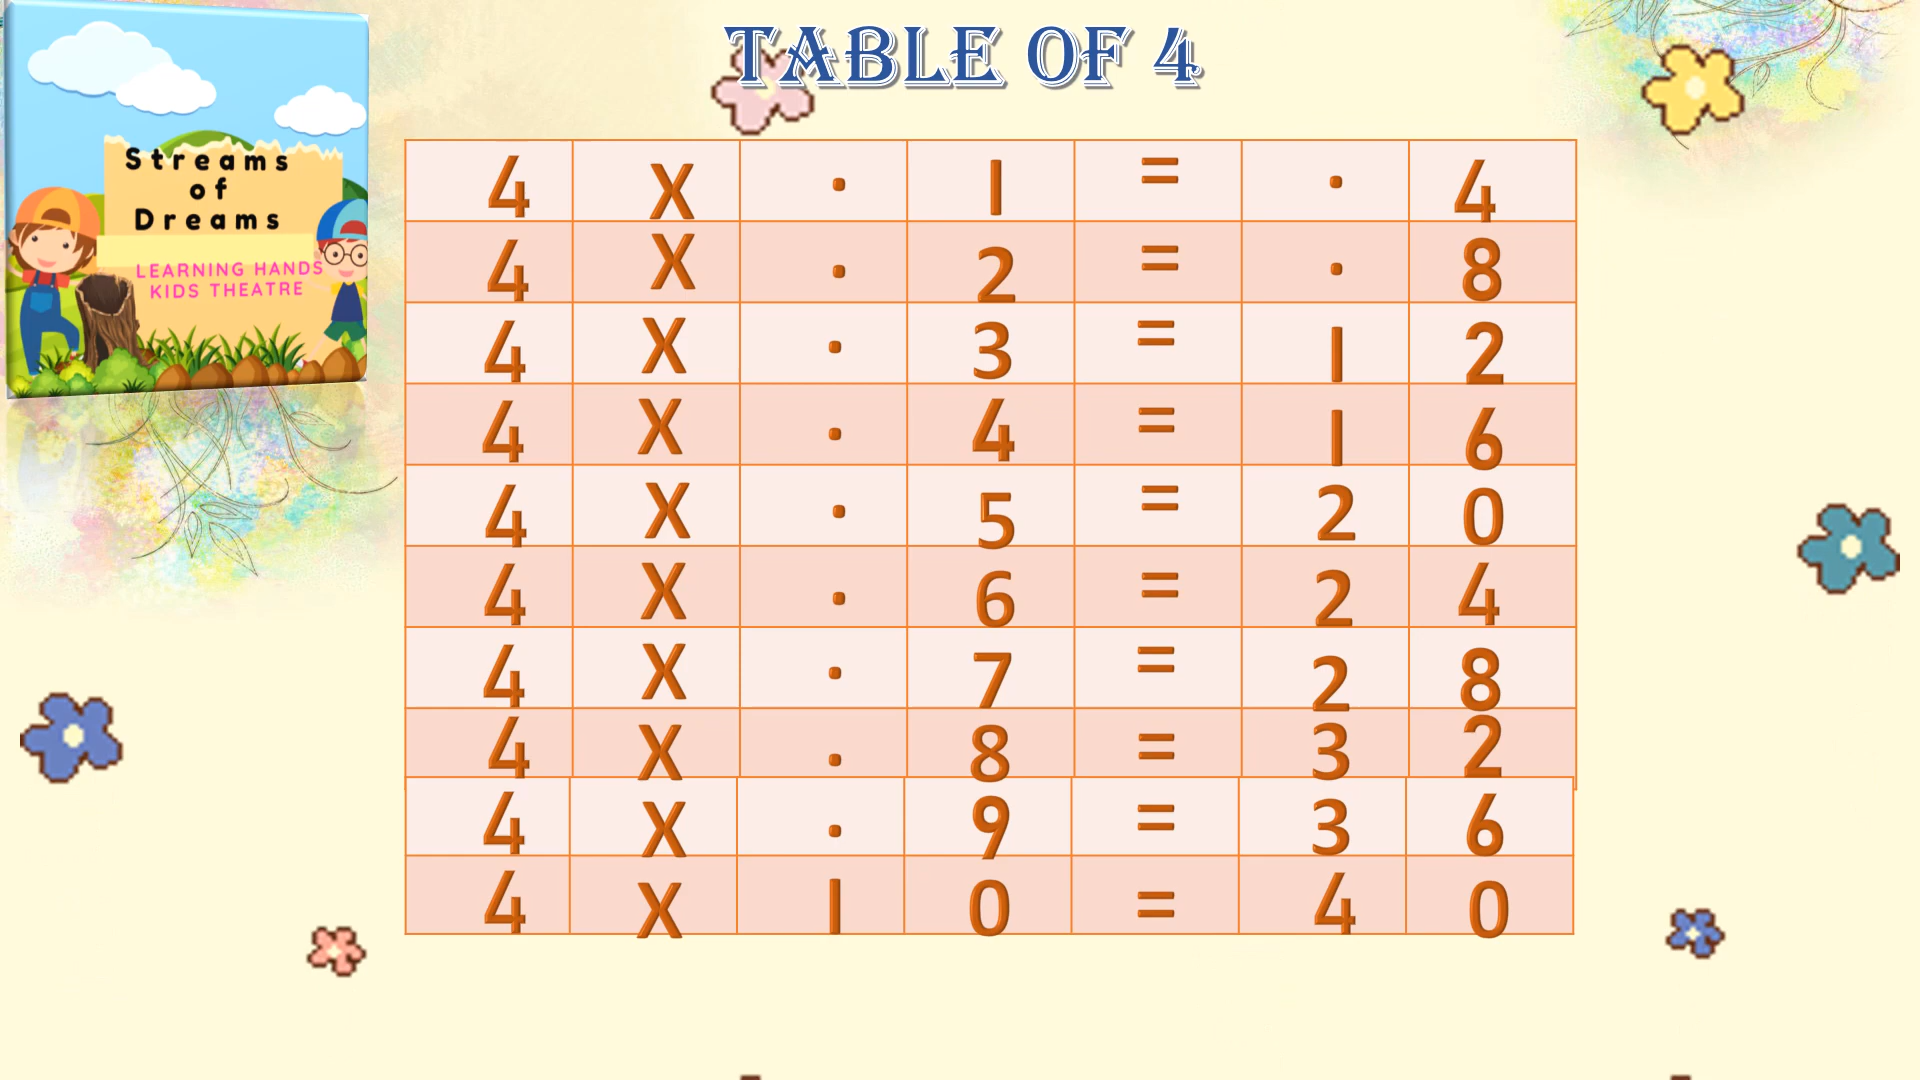 TABLE OF 4
Streams
of
Dreams
LEARNING HANDS
KIDS THEATRE
4 X . 1 = . 4
4 X . 2 = . 8
4 X . 3 = 1 2
4 X . 4 = 1 6
4 X . 5 = 2 0
4 X . 6 = 2 4
4 X . 7 = 2 8
4 X . 8 = 3 2
4 X . 9 = 3 6
4 X 1 0 = 4 0